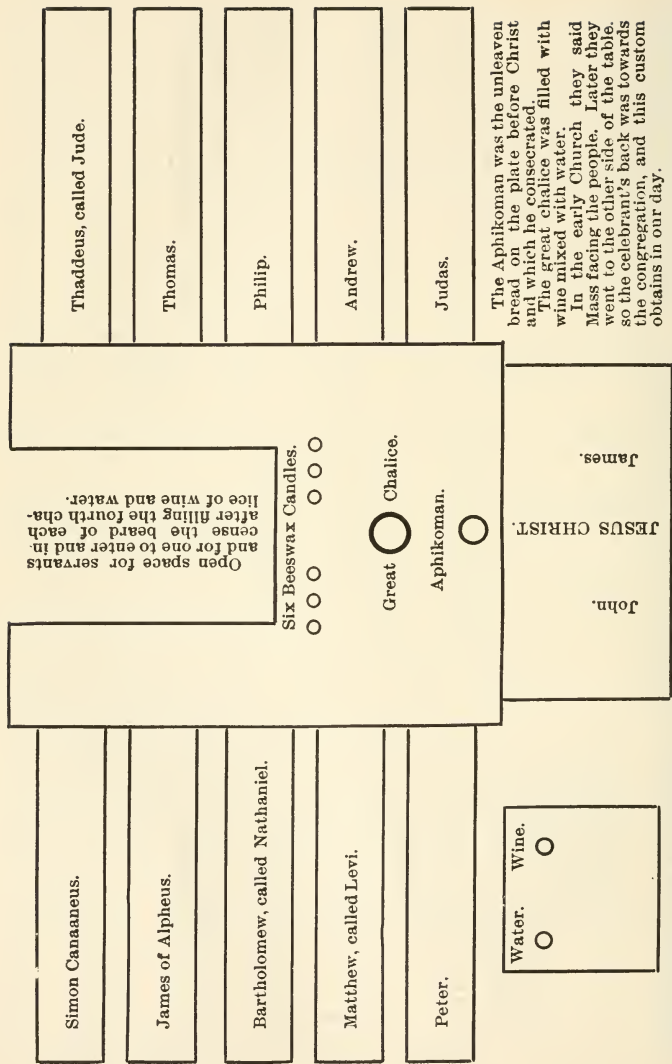 Thaddeus, called Jude.
Thomas.
Philip.
Andrew.
Judas.
Open space for servants
and for one to enter and in-
cense the beard of each
after filling the fourth cha-
lice of wine and water.
Six Beeswax Candles.
Great Chalice.
Aphikoman.
Simon Canaaneus.
James of Alpheus.
Bartholomew, called Nathaniel.
Matthew, called Levi.
Peter.
John.
JESUS CHRIST.
James.
Water. Wine.
The Aphikoman was the unleaven
bread on the plate before Christ
and which he consecrated.
The great chalice was filled with
wine mixed with water.
In the early Church they said
Mass facing the people. Later they
went to the other side of the table.
so the celebrant's back was towards
the congregation, and this custom
obtains in our day.